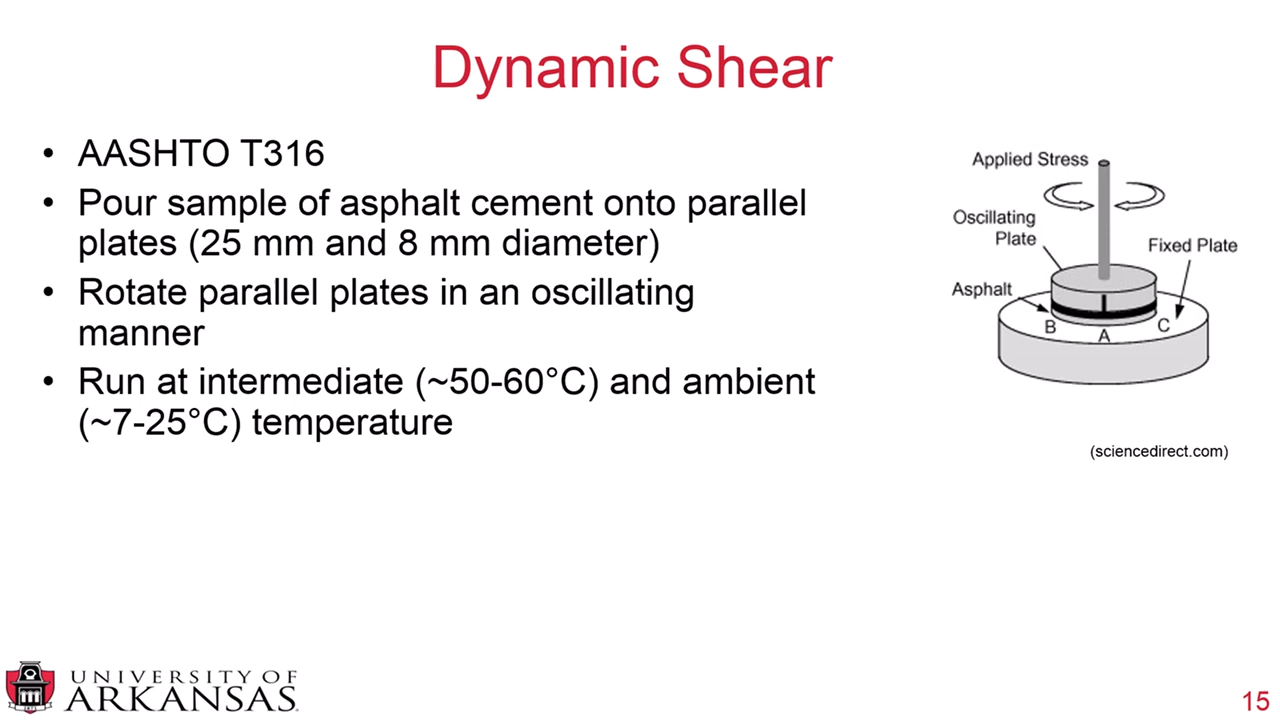 Dynamic Shear
• AASHTO T316
• Pour sample of asphalt cement onto parallel
plates (25 mm and 8 mm diameter)
• Rotate parallel plates in an oscillating
manner
• Run at intermediate (~50-60°C) and ambient
(~7-25°C) temperature
Applied Stress
Oscillating
Plate
Fixed Plate
Asphalt
B
A
C
(sciencedirect.com)
UNIVERSITY OF
ARKANSAS
15